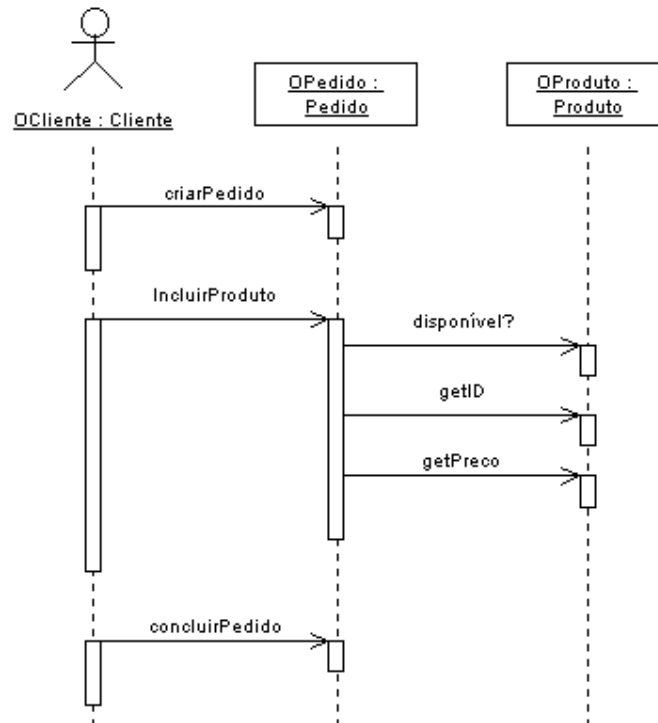 OCliente : Cliente
OPedido :
Pedido
OProduto :
Produto
criarPedido
IncluirProduto
disponível?
getID
getPreco
concluirPedido